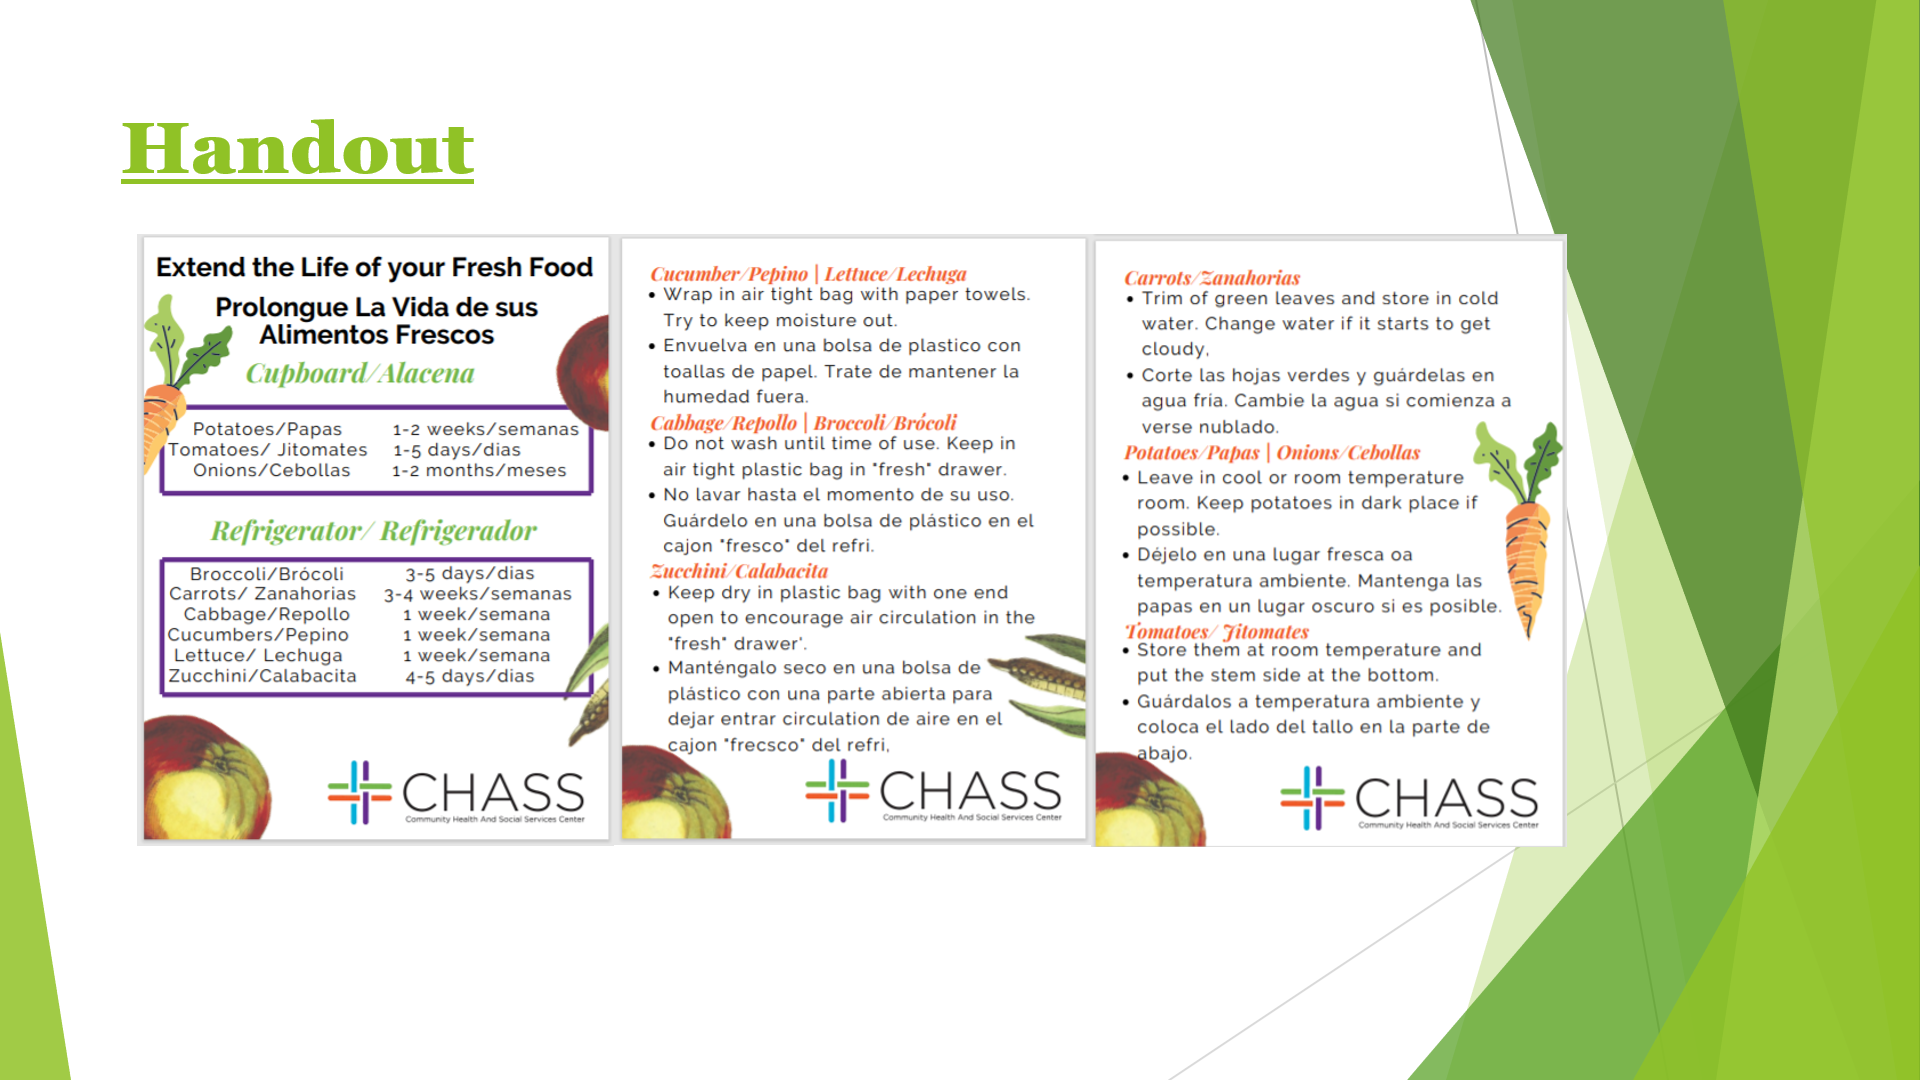 Handout
Extend the Life of your Fresh Food
Prolongue La Vida de sus
Alimentos Frescos
Cupboard/Alacena
Potatoes/Papas 1-2 weeks/semanas
Tomatoes/ Jitomates 1-5 days/dias
Onions/Cebollas 1-2 months/meses
Refrigerator/ Refrigerador
Broccoli/Brócoli 3-5 days/dias
Carrots/ Zanahorias 3-4 weeks/semanas
Cabbage/Repollo 1 week/semana
Cucumbers/Pepino 1 week/semana
Lettuce/ Lechuga 1 week/semana
Zucchini/Calabacita 4-5 days/dias
CHASS
Community Health And Social Services Center
Cucumber/Pepino | Lettuce/Lechuga
• Wrap in air tight bag with paper towels.
Try to keep moisture out.
• Envuelva en una bolsa de plastico con
toallas de papel. Trate de mantener la
humedad fuera.
Cabbage/Repollo | Broccoli/Brócoli
• Do not wash until time of use. Keep in
air tight plastic bag in "fresh" drawer.
• No lavar hasta el momento de su uso.
Guárdelo en una bolsa de plástico en el
cajon "fresco" del refri.
Zucchini/Calabacita
• Keep dry in plastic bag with one end
open to encourage air circulation in the
"fresh" drawer'.
• Manténgalo seco en una bolsa de
plástico con una parte abierta para
dejar entrar circulation de aire en el
cajon "frecsco" del refri,
CHASS
Community Health And Social Services Center
Carrots/Zanahorias
• Trim of green leaves and store in cold
water. Change water if it starts to get
cloudy,
• Corte las hojas verdes y guárdelas en
agua fría. Cambie la agua si comienza a
verse nublado.
Potatoes/Papas | Onions/Cebollas
• Leave in cool or room temperature
room. Keep potatoes in dark place if
possible.
• Déjelo en una lugar fresca oa
temperatura ambiente. Mantenga las
papas en un lugar oscuro si es posible.
Tomatoes/ Jitomates
• Store them at room temperature and
put the stem side at the bottom.
• Guárdalos a temperatura ambiente y
coloca el lado del tallo en la parte de
abajo.
CHASS
Community Health And Social Services Center